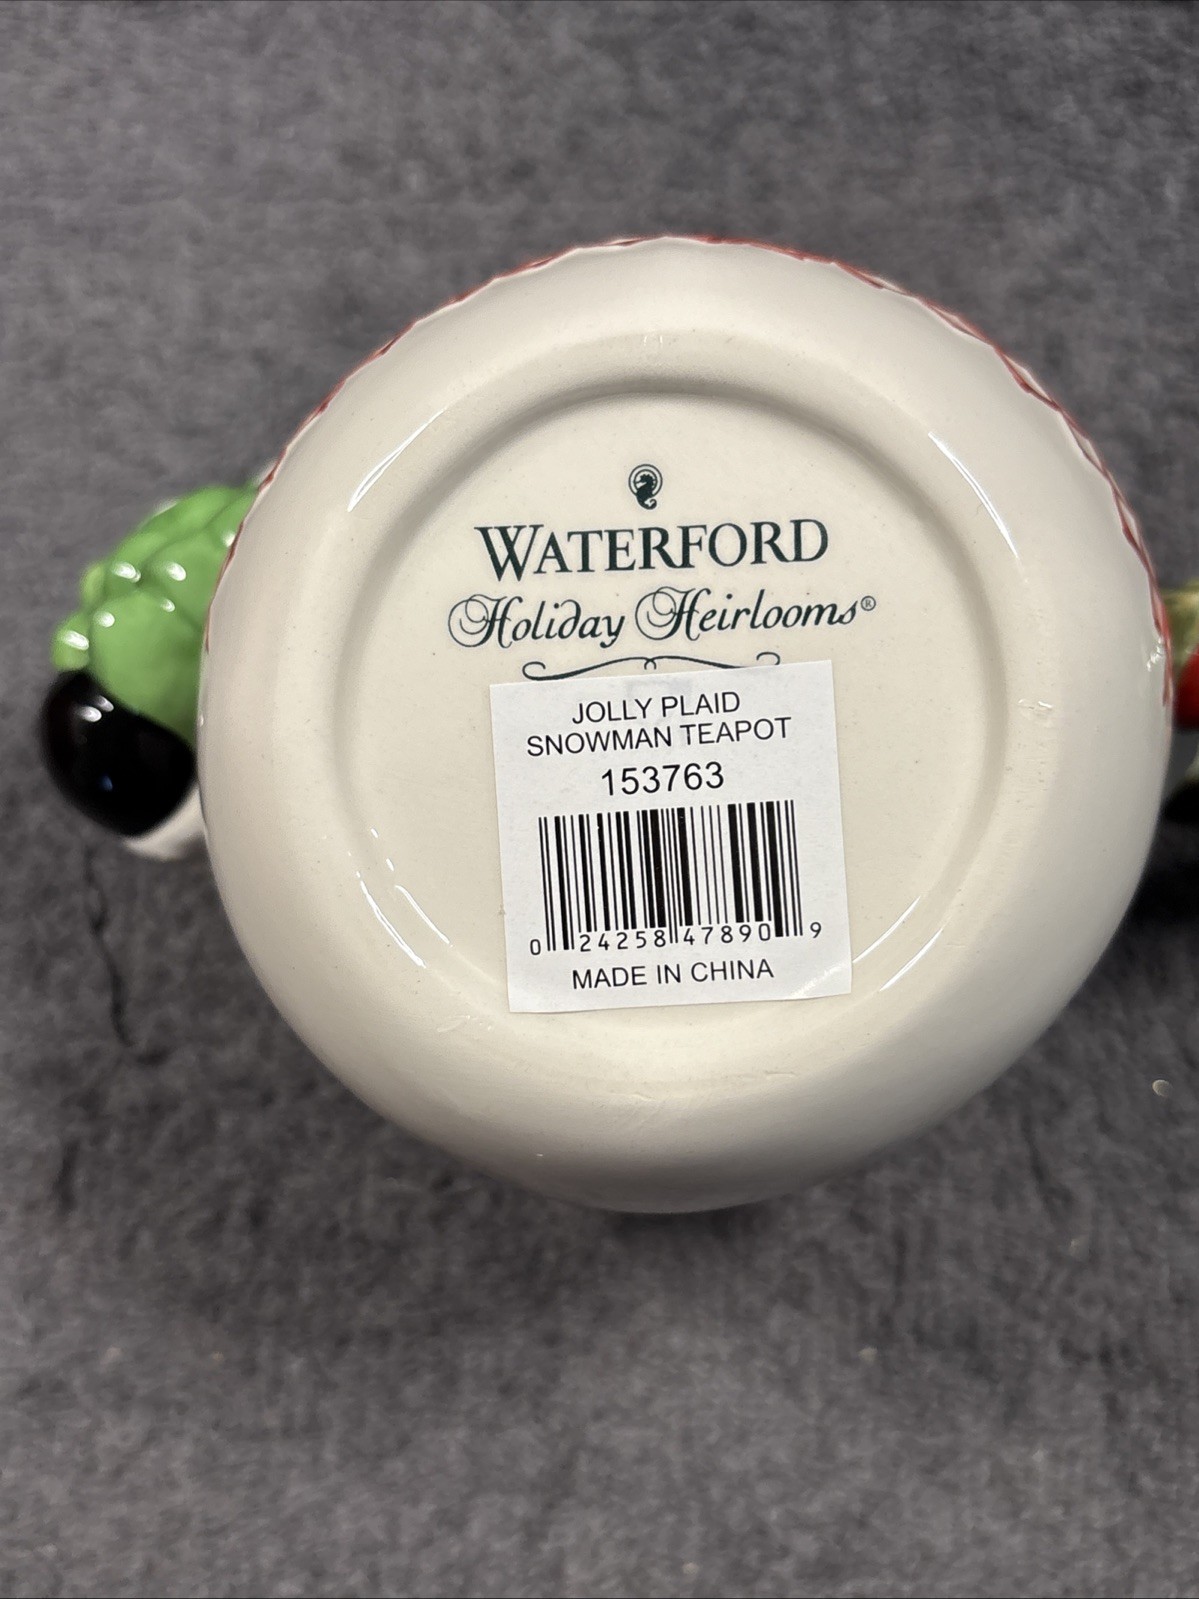 WATERFORD
Holiday Heirlooms®
JOLLY PLAID
SNOWMAN TEAPOT
153763
0 24258 47890 9
MADE IN CHINA